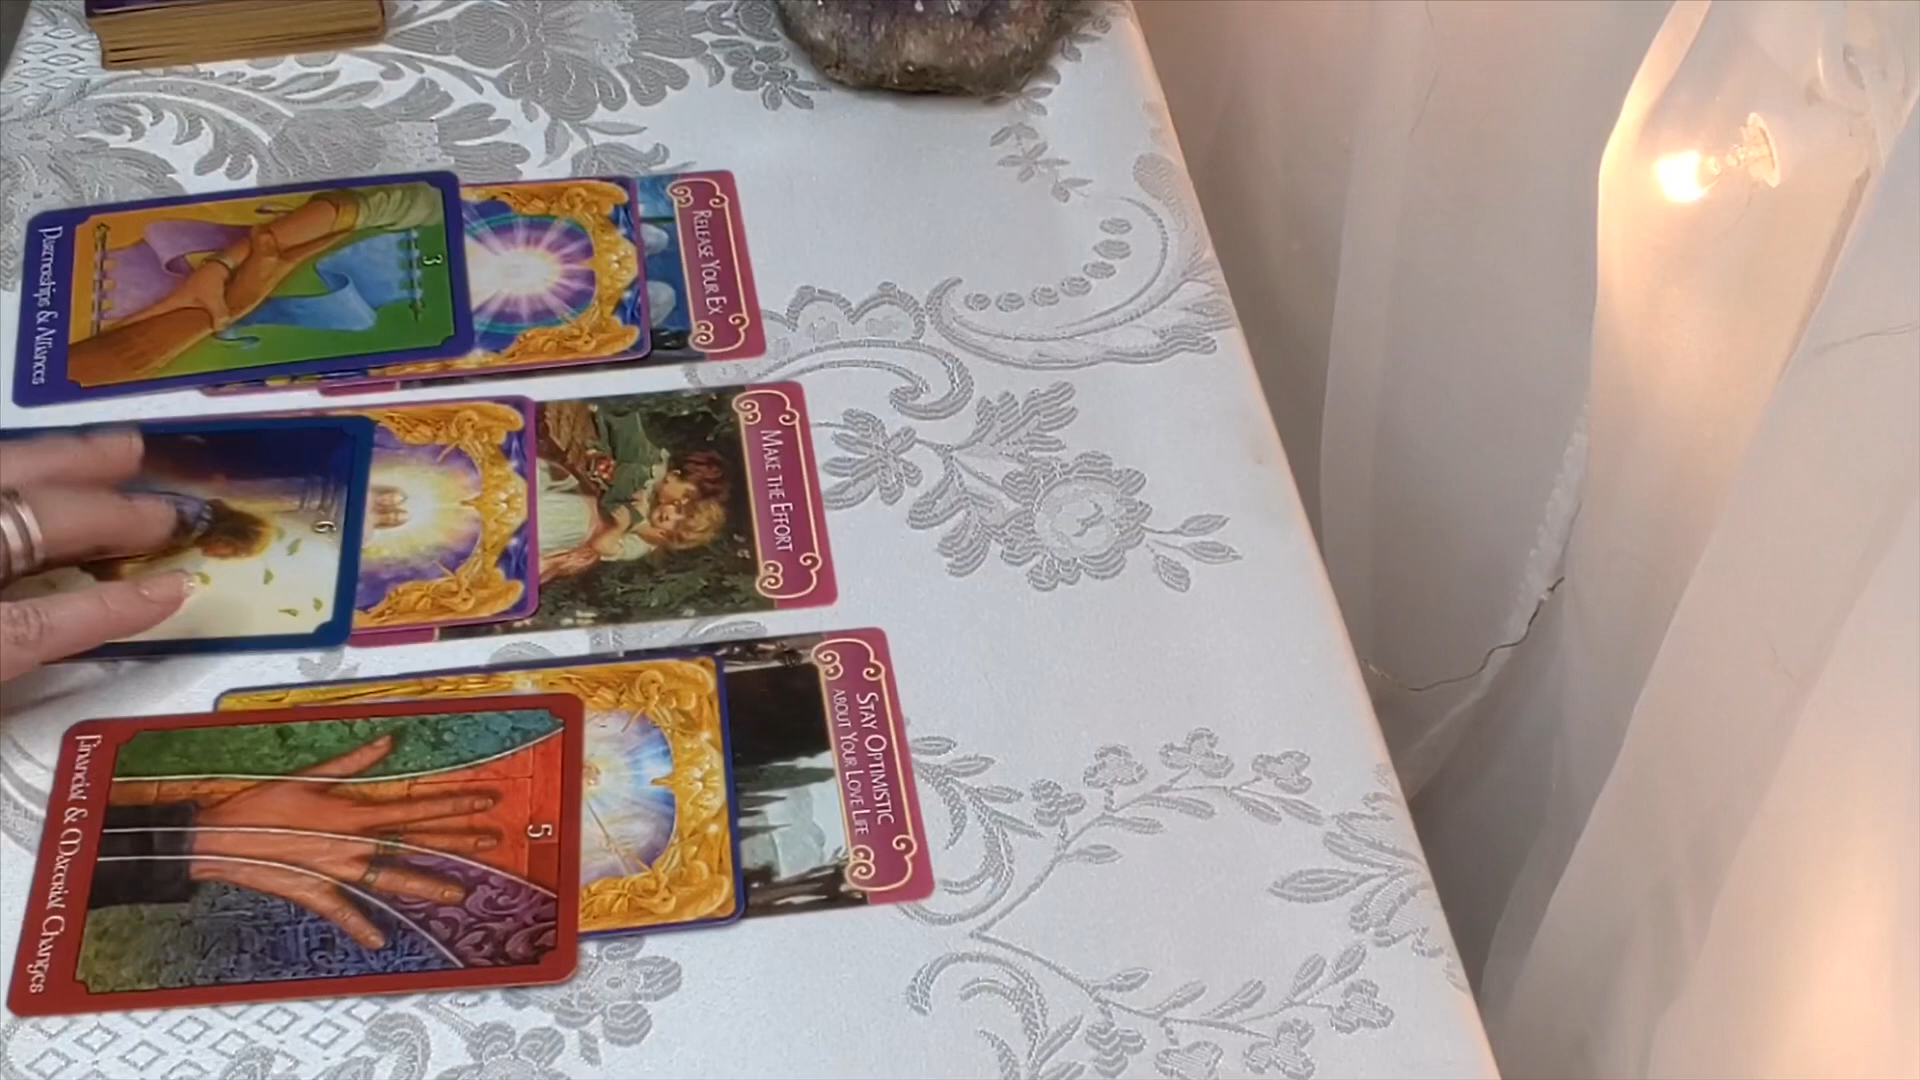 3
Partnerships & Alliances
RELEASE YOUR EX
6
MAKE THE EFFORT
5
Financial & Material Changes
STAY OPTIMISTIC
ABOUT YOUR LOVE LIFE